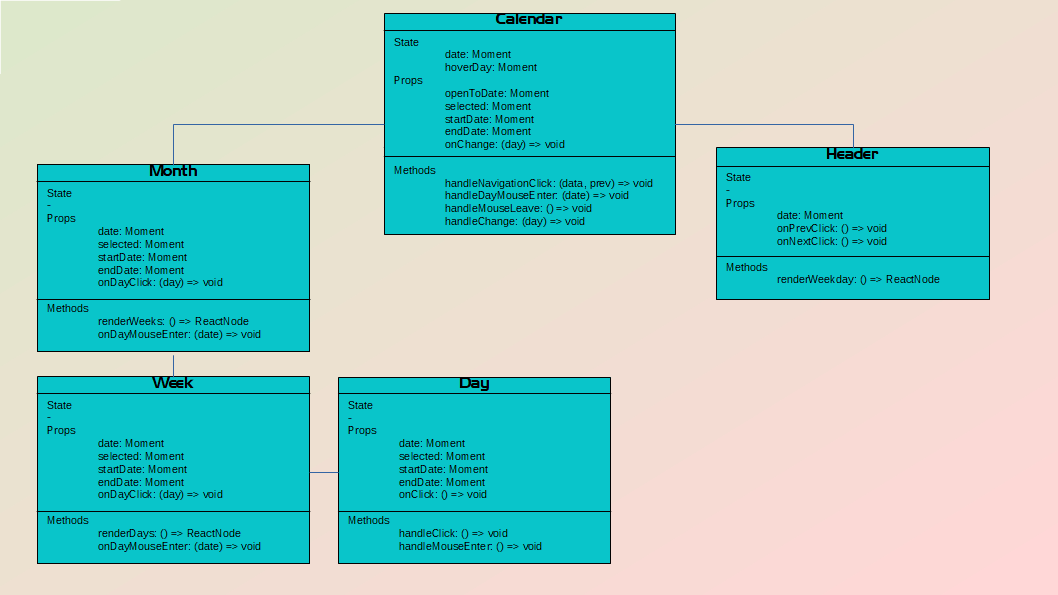 Calendar
State
date: Moment
hoverDay: Moment
Props
openToDate: Moment
selected: Moment
startDate: Moment
endDate: Moment
onChange: (day) => void
Methods
handleNavigationClick: (data, prev) => void
handleDayMouseEnter: (date) => void
handleMouseLeave: () => void
handleChange: (day) => void
Month
State
-
Props
date: Moment
selected: Moment
startDate: Moment
endDate: Moment
onDayClick: (day) => void
Methods
renderWeeks: () => ReactNode
onDayMouseEnter: (date) => void
Header
State
-
Props
date: Moment
onPrevClick: () => void
onNextClick: () => void
Methods
renderWeekday: () => ReactNode
Week
State
-
Props
date: Moment
selected: Moment
startDate: Moment
endDate: Moment
onDayClick: (day) => void
Methods
renderDays: () => ReactNode
onDayMouseEnter: (date) => void
Day
State
-
Props
date: Moment
selected: Moment
startDate: Moment
endDate: Moment
onClick: () => void
Methods
handleClick: () => void
handleMouseEnter: () => void